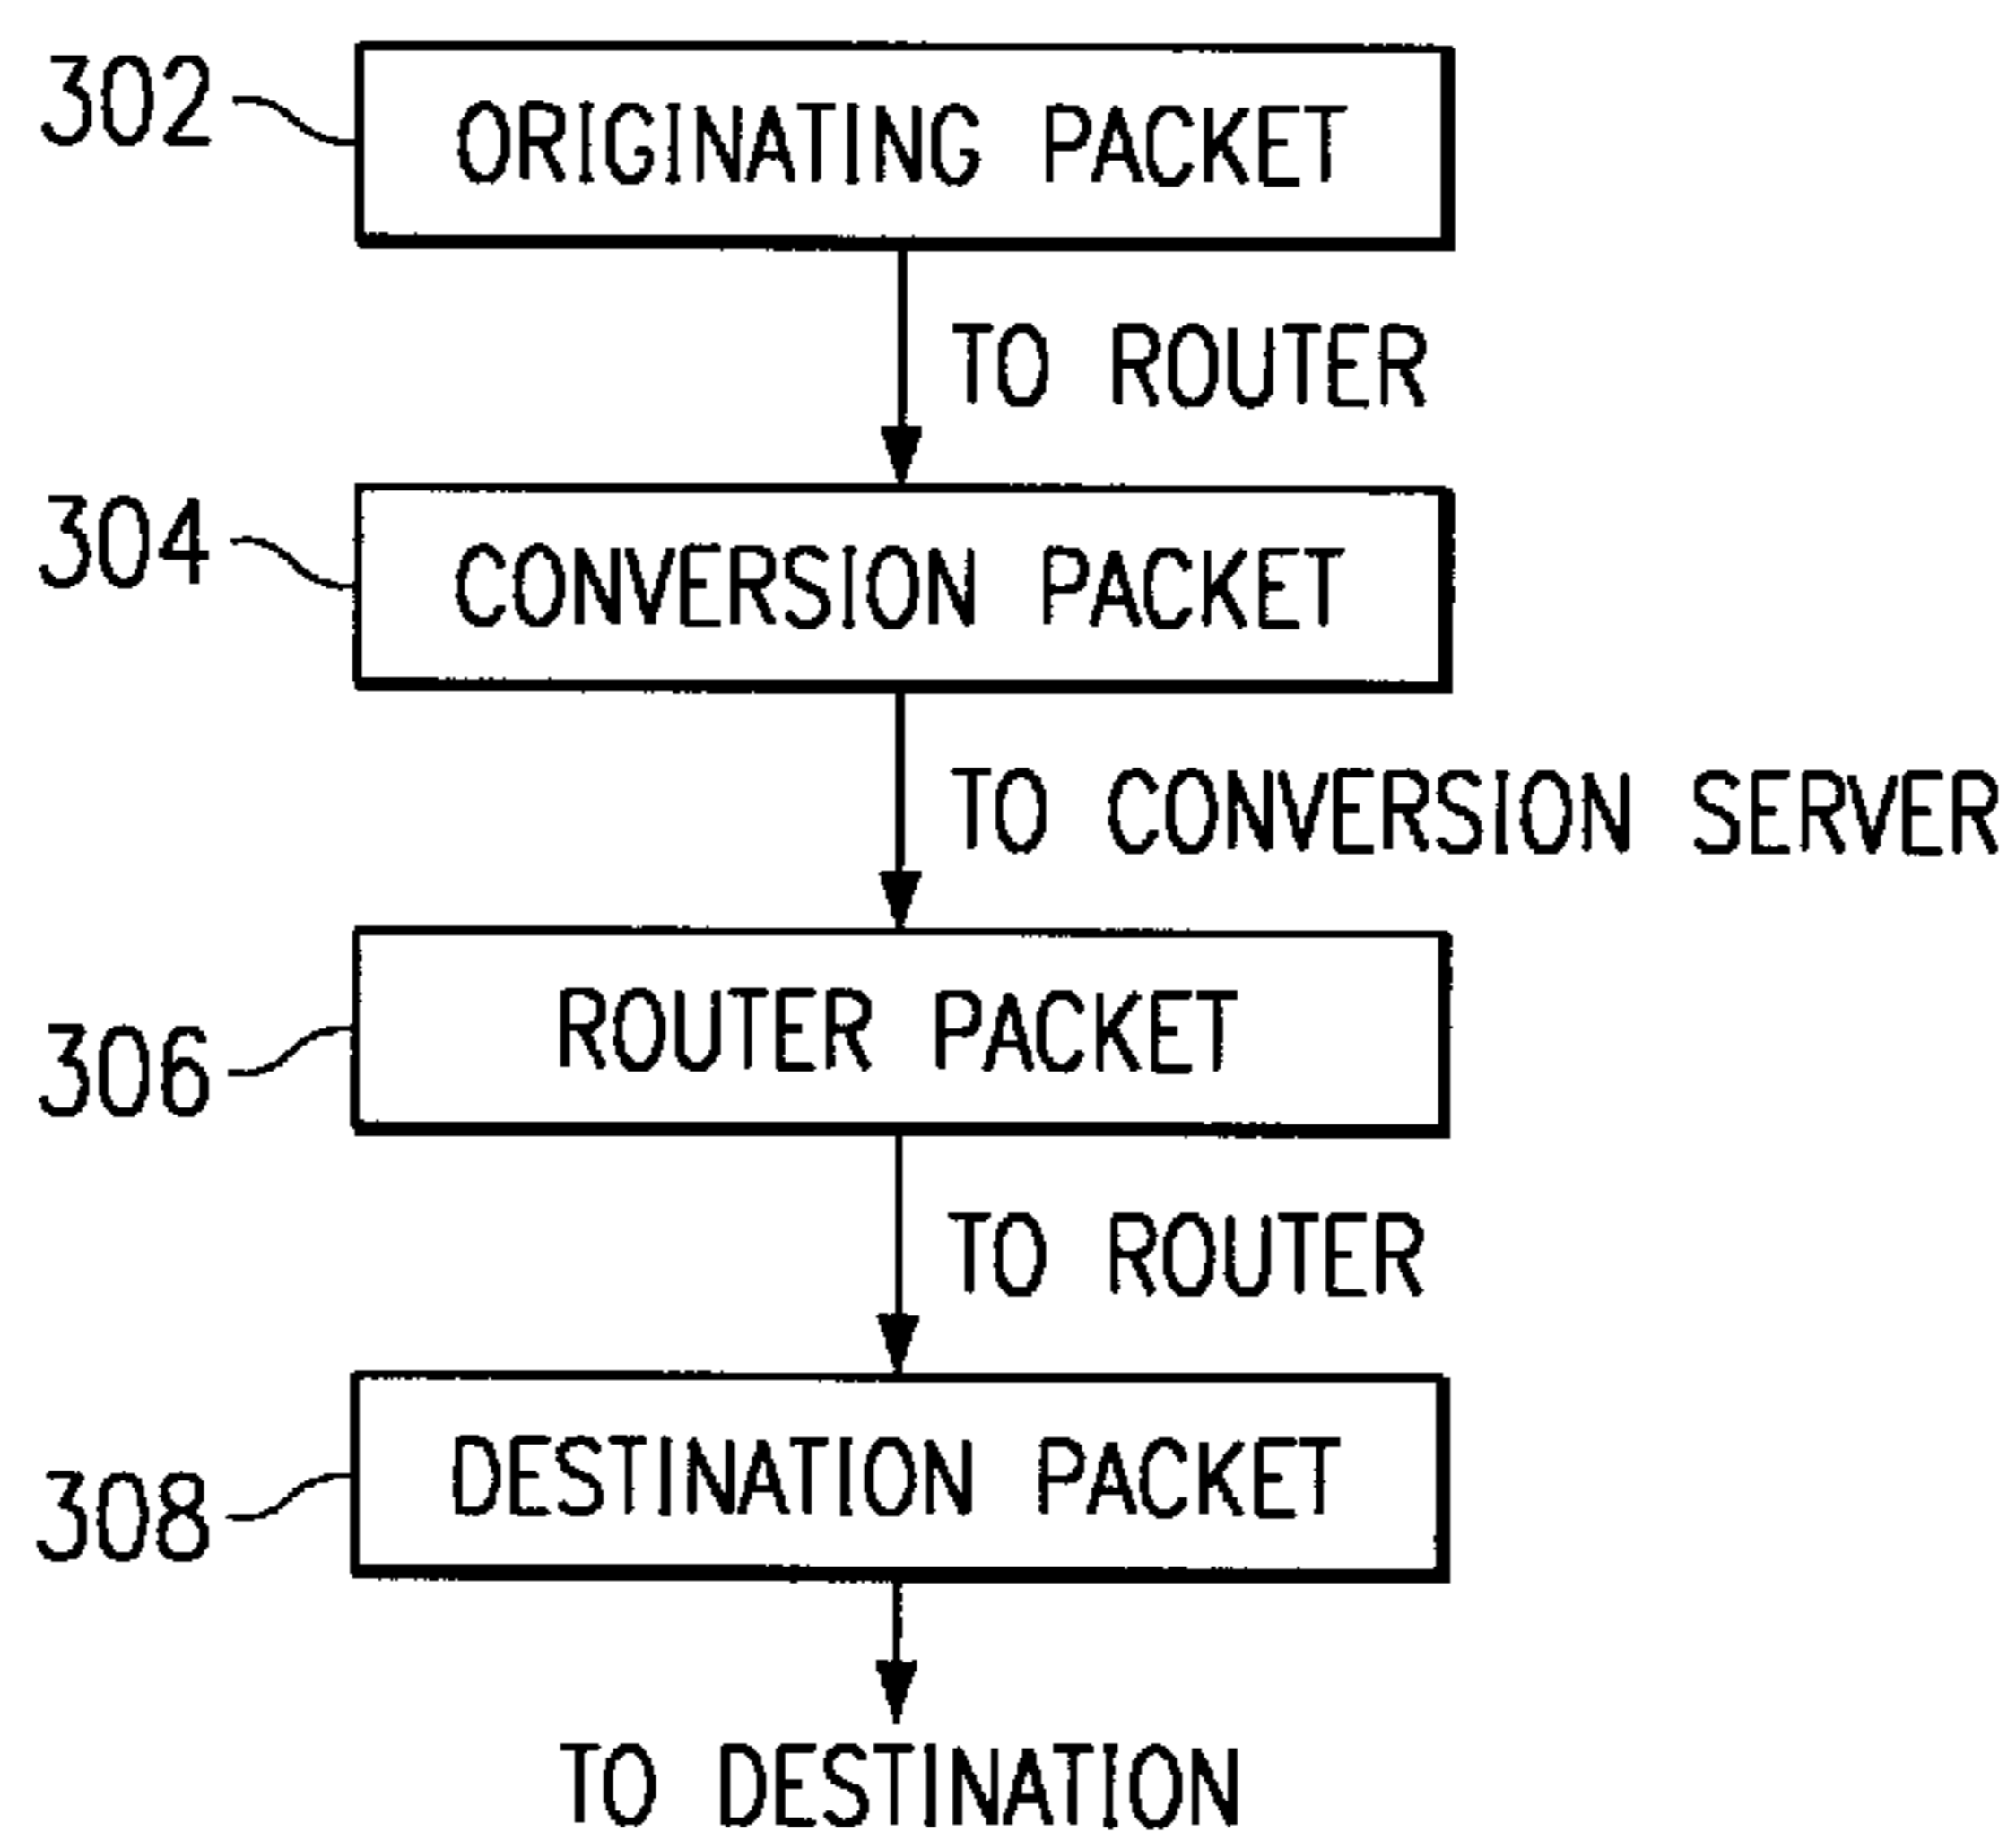 302
ORIGINATING PACKET
TO ROUTER
304
CONVERSION PACKET
TO CONVERSION SERVER
306
ROUTER PACKET
TO ROUTER
308
DESTINATION PACKET
TO DESTINATION